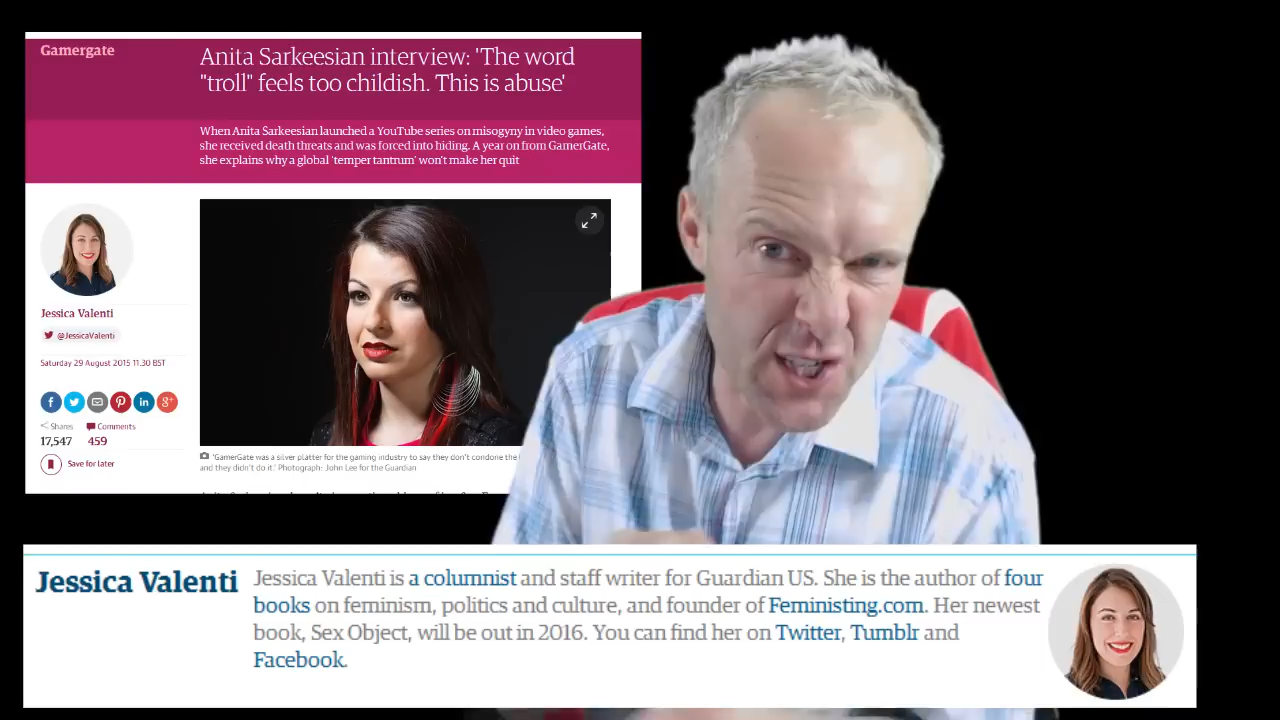 Gamergate
Anita Sarkeesian interview: 'The word
"troll" feels too childish. This is abuse'
When Anita Sarkeesian launched a YouTube series on misogyny in video games,
she received death threats and was forced into hiding. A year on from GamerGate,
she explains why a global 'temper tantrum' won't make her quit
Jessica Valenti
@JessicaValenti
Saturday 29 August 2015 11.30 BST
f
in
g+
Shares
Comments
17,547
459
Save for later
'GamerGate was a silver platter for the gaming industry to say they don't condone the
and they didn't do it.' Photograph: John Lee for the Guardian
Jessica Valenti
Jessica Valenti is a columnist and staff writer for Guardian US. She is the author of four
books on feminism, politics and culture, and founder of Feministing.com. Her newest
book, Sex Object, will be out in 2016. You can find her on Twitter, Tumblr and
Facebook.